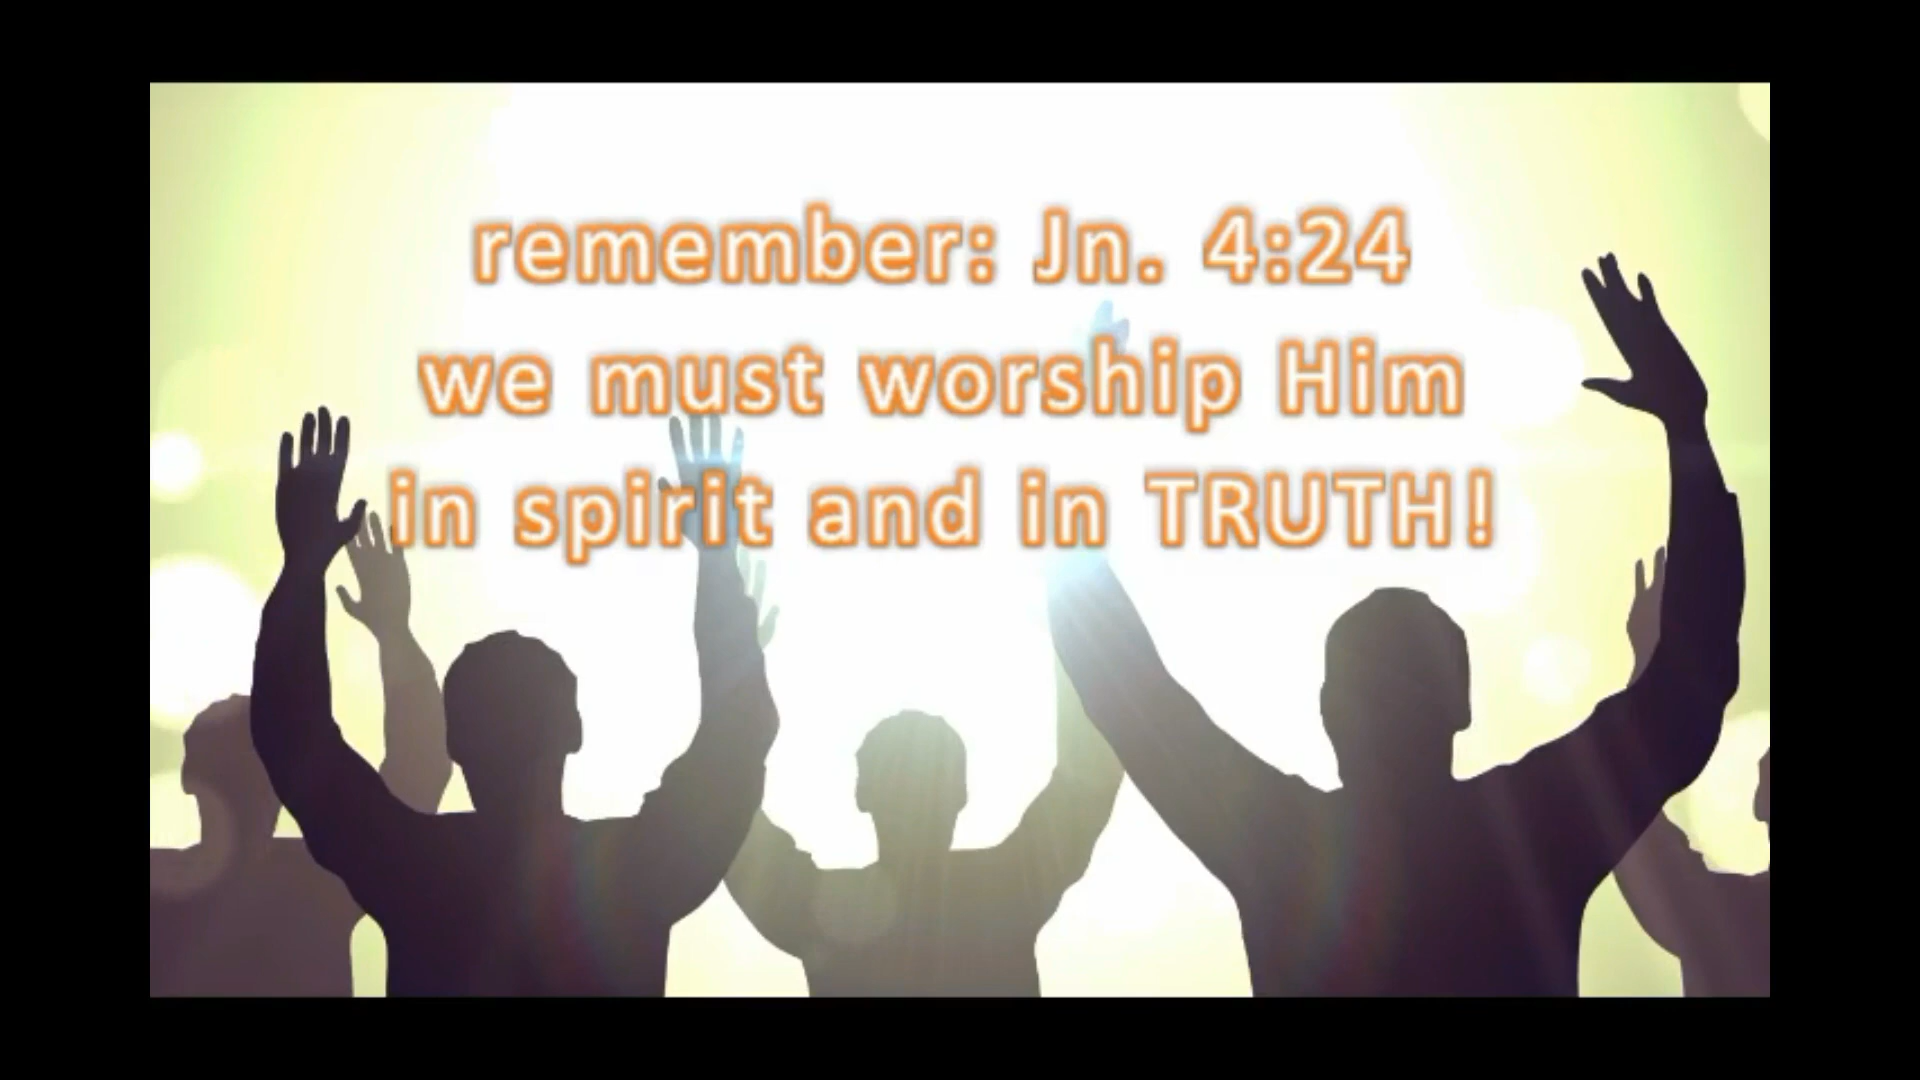 remember: Jn. 4:24
we must worship Him
in spirit and in TRUTH!